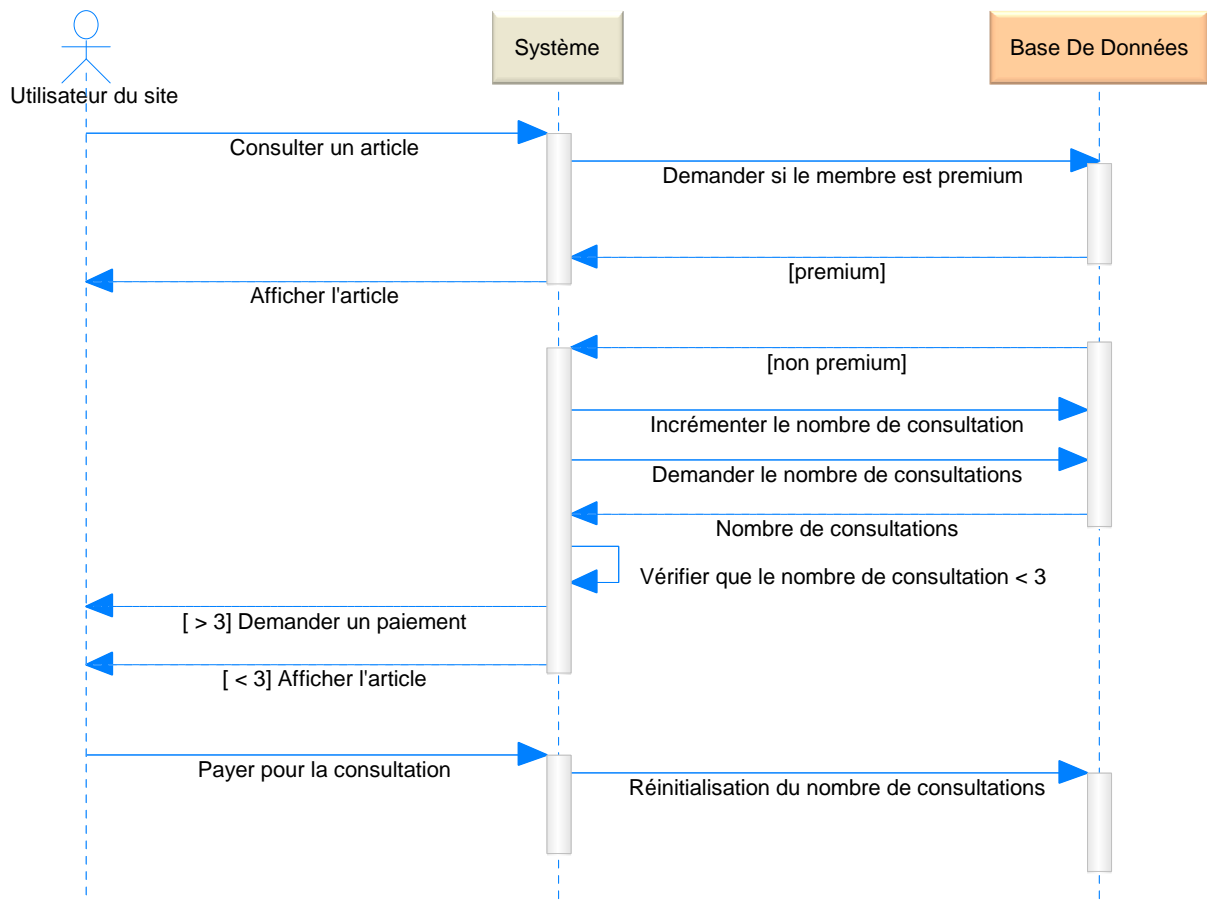 Système
Base De Données
Utilisateur du site
Consulter un article
Demander si le membre est premium
[premium]
Afficher l'article
[non premium]
Incrémenter le nombre de consultation
Demander le nombre de consultations
Nombre de consultations
Vérifier que le nombre de consultation < 3
[ > 3] Demander un paiement
[ < 3] Afficher l'article
Payer pour la consultation
Réinitialisation du nombre de consultations